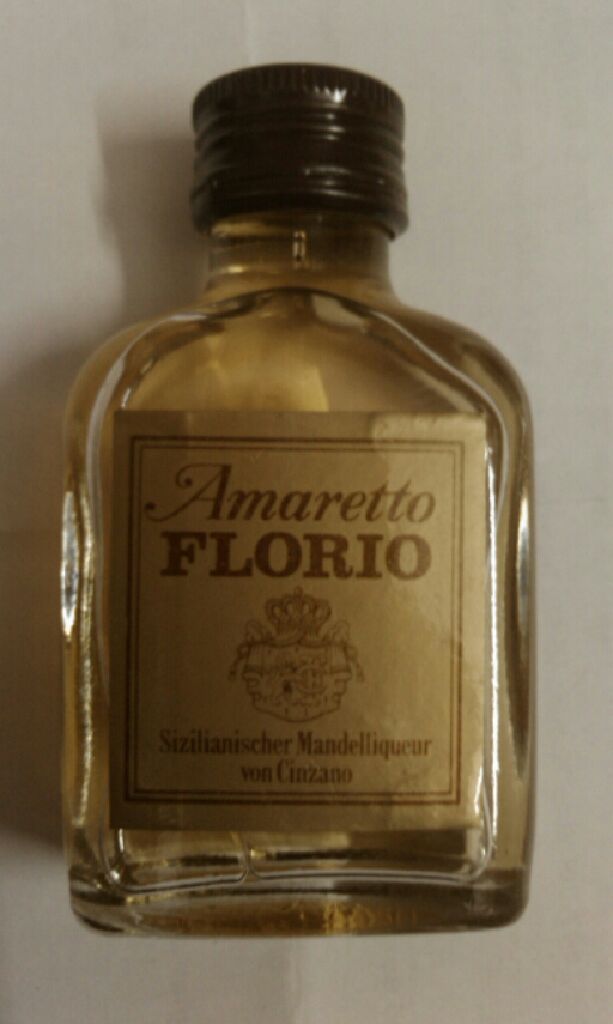 Amaretto
FLORIO
Sizilianischer Mandelliqueur
von Cinzano